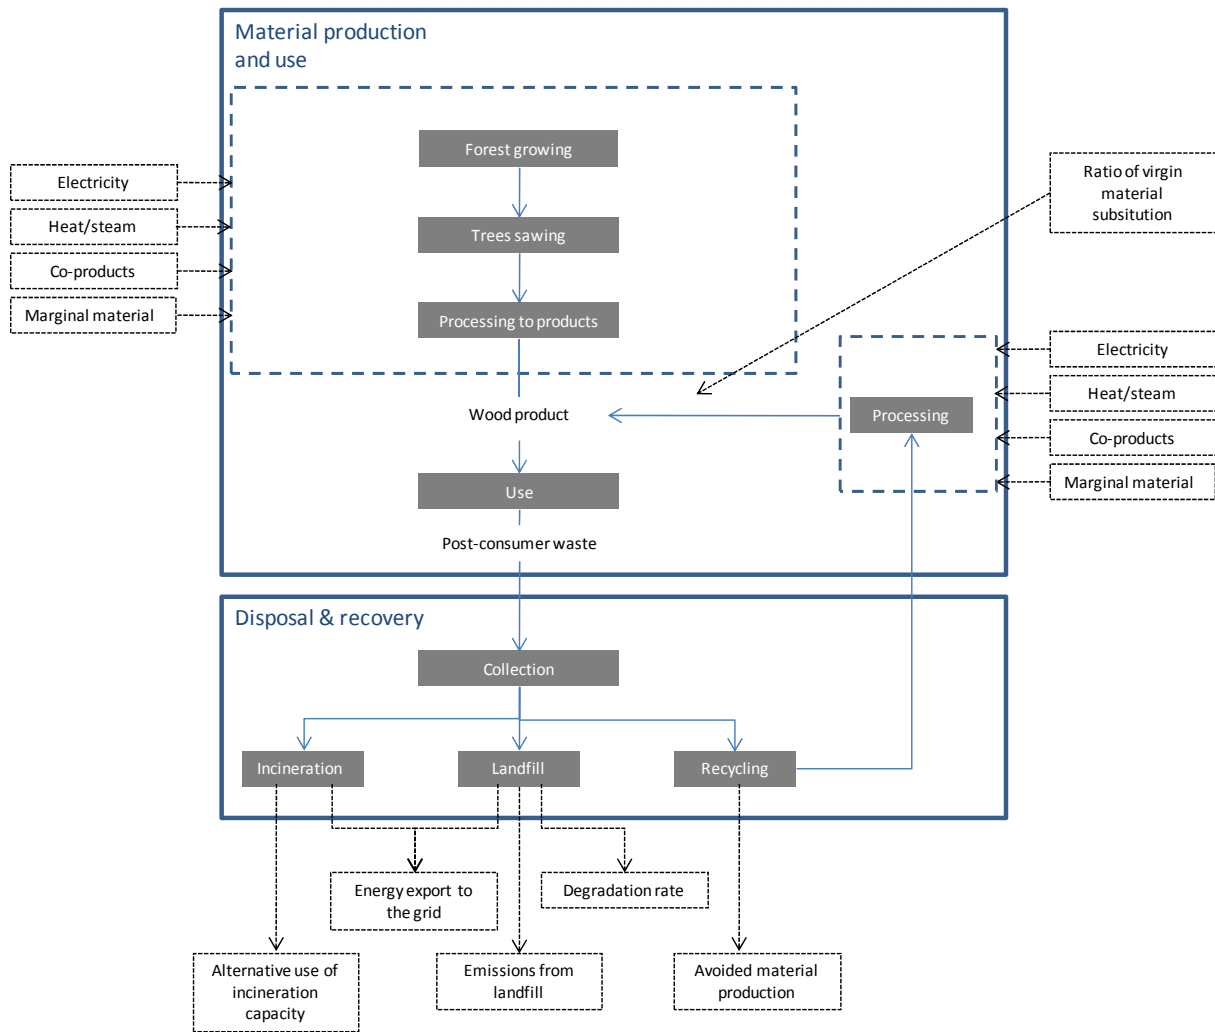 Material production
and use
Forest growing
Electricity
Heat/steam
Co-products
Marginal material
Trees sawing
Processing to products
Ratio of virgin
material
subsitution
Wood product
Processing
Electricity
Heat/steam
Co-products
Marginal material
Use
Post-consumer waste
Disposal & recovery
Collection
Incineration
Landfill
Recycling
Energy export to
the grid
Degradation rate
Alternative use of
incineration
capacity
Emissions from
landfill
Avoided material
production